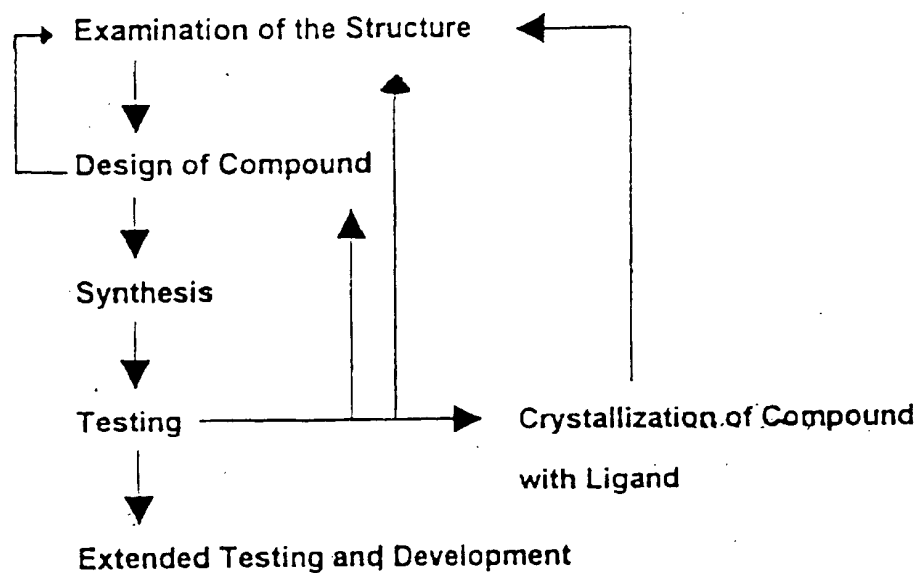 Examination of the Structure
Design of Compound
Synthesis
Testing
Crystallization of Compound
with Ligand
Extended Testing and Development